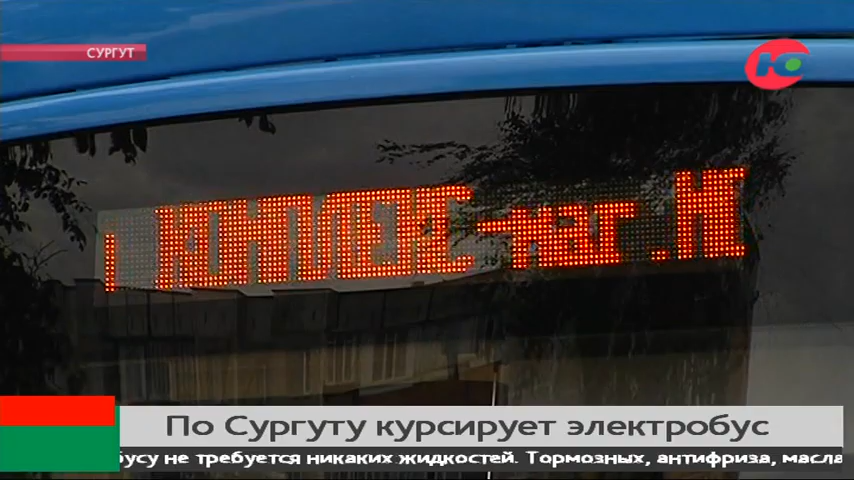 СУРГУТ
Ю
КОМПЛЕКС-маг.
По Сургуту курсирует электробус
бусу не требуется никаких жидкостей. Тормозных, антифриза, масла